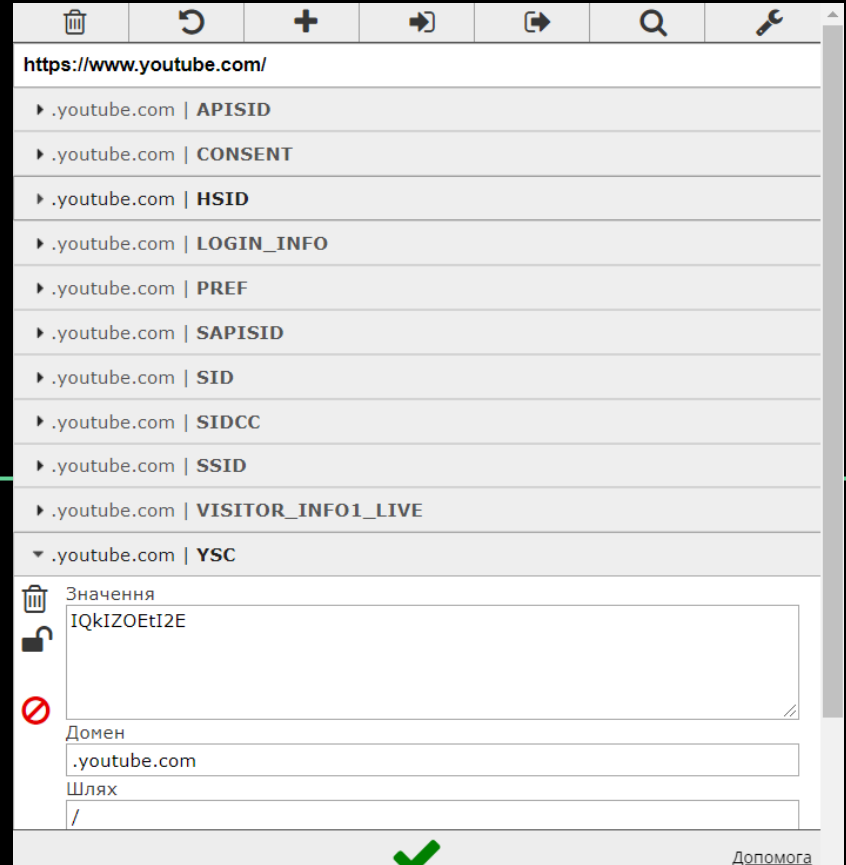 https://www.youtube.com/
.youtube.com | APISID
.youtube.com | CONSENT
.youtube.com | HSID
.youtube.com | LOGIN_INFO
.youtube.com | PREF
.youtube.com | SAPISID
.youtube.com | SID
.youtube.com | SIDCC
.youtube.com | SSID
.youtube.com | VISITOR_INFO1_LIVE
.youtube.com | YSC
Значення
IQkIZOEtI2E
Домен
.youtube.com
Шлях
/
Допомога